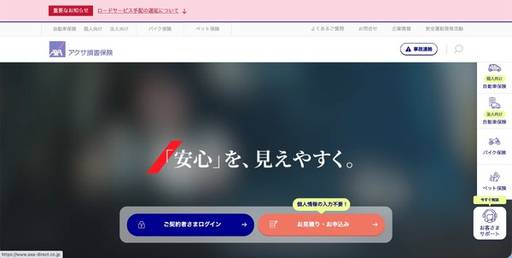 重要なお知らせ ロードサービス手配の遅延について ↓
自動車保険 個人向け 法人向け バイク保険 ペット保険 よくあるご質問 お問合せ 企業情報 安全運転推進活動
AXA アクサ損害保険 事故連絡
個人向け
自動車保険
法人向け
自動車保険
バイク保険
ペット保険
「安心」を、見えやすく。
個人情報の入力不要！
ご契約者さまログイン お見積り・お申込み
今すぐ相談
お客さま
サポート
https://www.axa-direct.co.jp